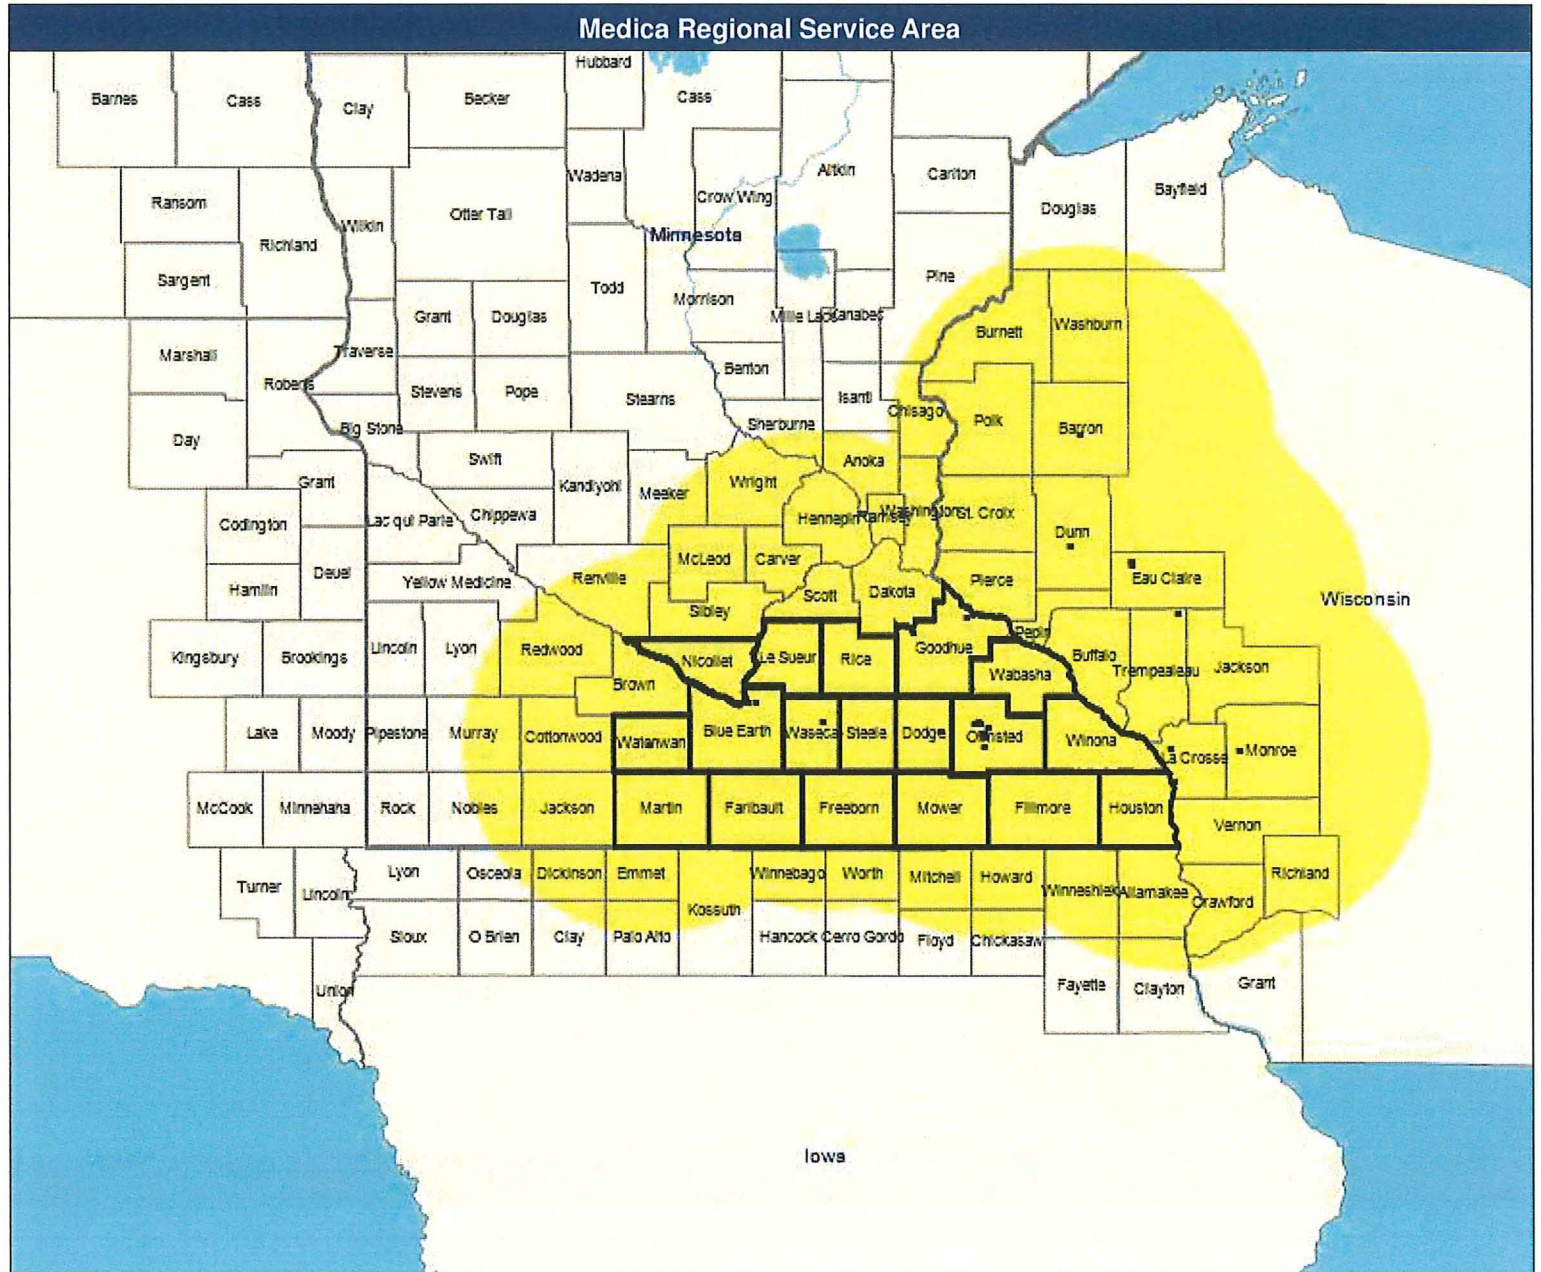 Medica Regional Service Area
Hubbard
Barnes
Cass
Clay
Becker
Cass
Wadena
Aitkin
Carlton
Crow Wing
Bayfield
Ransom
Otter Tail
Douglas
Wilkin
Richland
Minnesota
Sargent
Pine
Todd
Morrison
Grant
Douglas
Mille Lacs
Kanabec
Burnett
Washburn
Marshall
Traverse
Benton
Roberts
Stevens
Pope
Stearns
Isanti
Chisago
Polk
Barron
Big Stone
Sherburne
Day
Swift
Anoka
Grant
Kandiyohi
Meeker
Wright
Codington
Lac qui Parle
Chippewa
Hennepin
Ramsey
Washington
St. Croix
Dunn
Deuel
McLeod
Carver
Hamlin
Yellow Medicine
Renville
Scott
Dakota
Pierce
Eau Claire
Wisconsin
Sibley
Pepin
Kingsbury
Brookings
Lincoln
Lyon
Redwood
Nicollet
Le Sueur
Rice
Goodhue
Wabasha
Buffalo
Trempealeau
Jackson
Brown
Lake
Moody
Pipestone
Murray
Cottonwood
Watonwan
Blue Earth
Waseca
Steele
Dodge
Olmsted
Winona
La Crosse
Monroe
McCook
Minnehaha
Rock
Nobles
Jackson
Martin
Faribault
Freeborn
Mower
Fillmore
Houston
Vernon
Turner
Lincoln
Lyon
Osceola
Dickinson
Emmet
Kossuth
Winnebago
Worth
Mitchell
Howard
Winneshiek
Allamakee
Crawford
Richland
Sioux
O Brien
Clay
Palo Alto
Hancock
Cerro Gordo
Floyd
Chickasaw
Union
Fayette
Clayton
Grant
Iowa